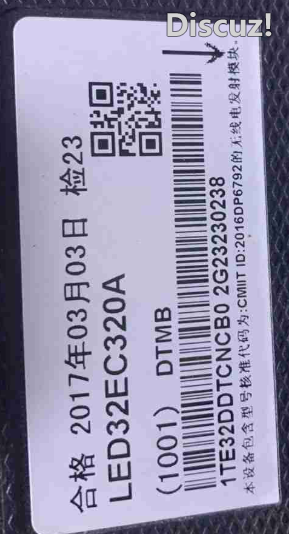 Discuz!
合格 2017年03月03日 检23
LED32EC320A
(1001) DTMB
1TE32DDTCNCB0 2G23230238
本设备包含型号核准代码为:CMIIT ID:2016DP6792的无线电发射模块.